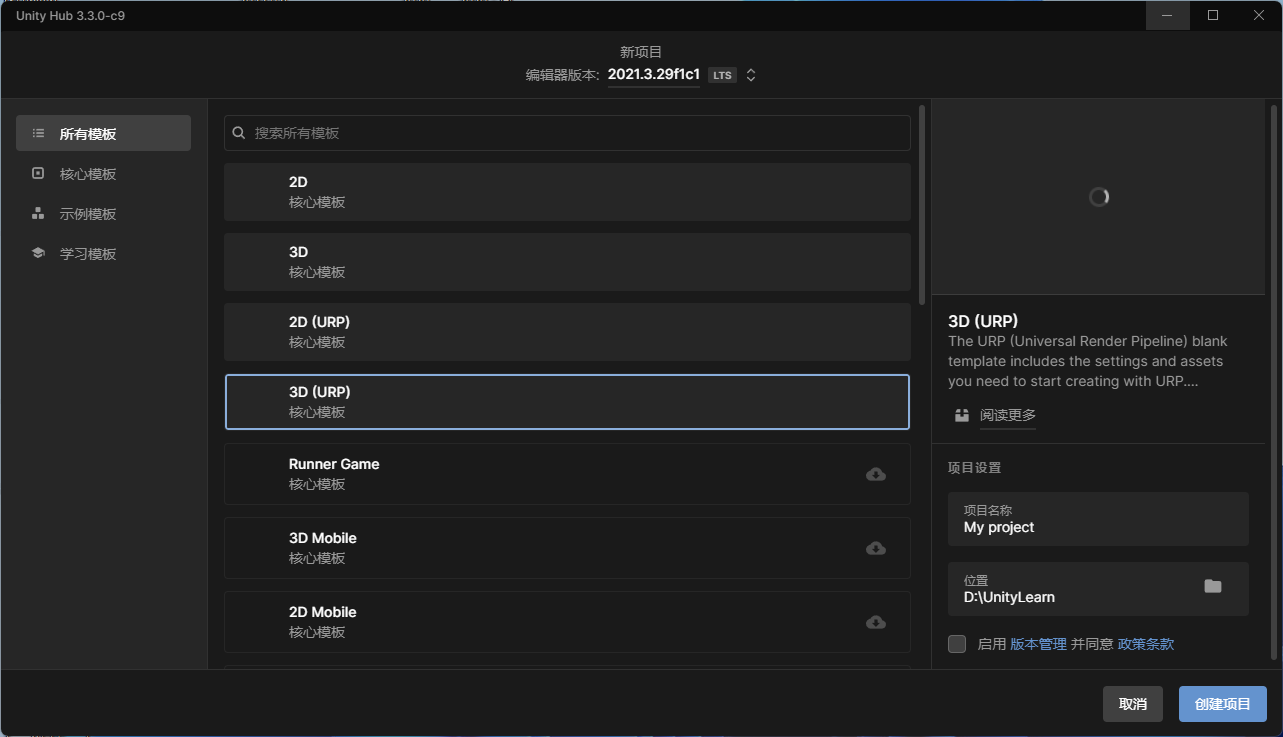 Unity Hub 3.3.0-c9
新项目
编辑器版本: 2021.3.29f1c1 LTS
所有模板
核心模板
示例模板
学习模板
搜索所有模板
2D
核心模板
3D
核心模板
2D (URP)
核心模板
3D (URP)
核心模板
Runner Game
核心模板
3D Mobile
核心模板
2D Mobile
核心模板
3D (URP)
The URP (Universal Render Pipeline) blank
template includes the settings and assets
you need to start creating with URP....
阅读更多
项目设置
项目名称
My project
位置
D:\UnityLearn
启用 版本管理 并同意 政策条款
取消
创建项目